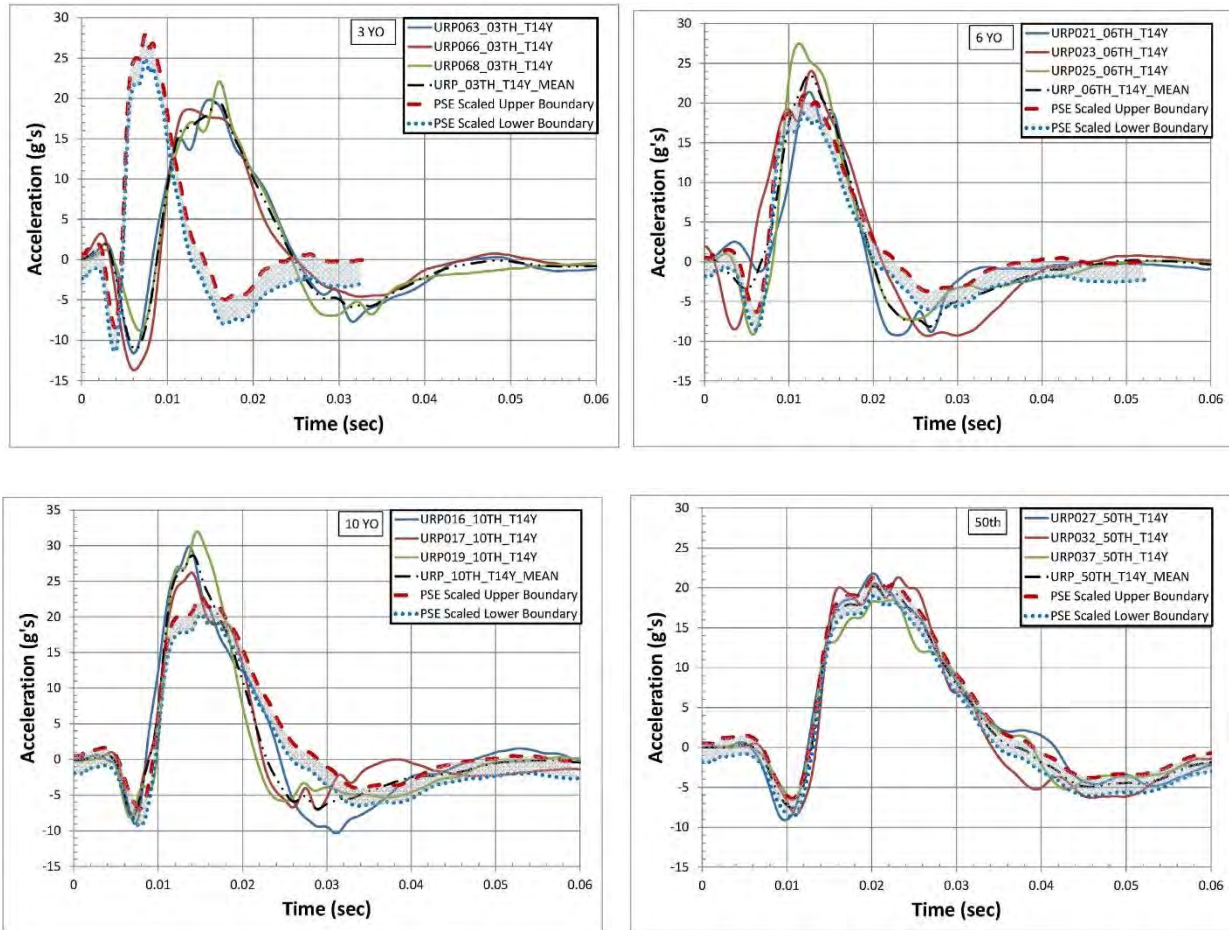 3 YO
URP063_03TH_T14Y
URP066_03TH_T14Y
URP068_03TH_T14Y
URP_03TH_T14Y_MEAN
PSE Scaled Upper Boundary
PSE Scaled Lower Boundary
30
25
20
15
10
5
0
-5
-10
-15
Acceleration (g's)
0
0.01
0.02
0.03
0.04
0.05
0.06
Time (sec)
6 YO
URP021_06TH_T14Y
URP023_06TH_T14Y
URP025_06TH_T14Y
URP_06TH_T14Y_MEAN
PSE Scaled Upper Boundary
PSE Scaled Lower Boundary
30
25
20
15
10
5
0
-5
-10
-15
Acceleration (g's)
0
0.01
0.02
0.03
0.04
0.05
0.06
Time (sec)
10 YO
URP016_10TH_T14Y
URP017_10TH_T14Y
URP019_10TH_T14Y
URP_10TH_T14Y_MEAN
PSE Scaled Upper Boundary
PSE Scaled Lower Boundary
35
30
25
20
15
10
5
0
-5
-10
-15
Acceleration (g's)
0
0.01
0.02
0.03
0.04
0.05
0.06
Time (sec)
50th
URP027_50TH_T14Y
URP032_50TH_T14Y
URP037_50TH_T14Y
URP_50TH_T14Y_MEAN
PSE Scaled Upper Boundary
PSE Scaled Lower Boundary
30
25
20
15
10
5
0
-5
-10
-15
Acceleration (g's)
0
0.01
0.02
0.03
0.04
0.05
0.06
Time (sec)